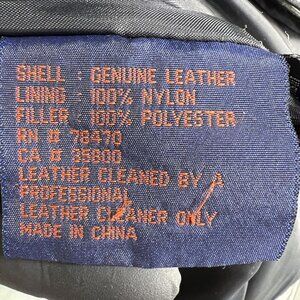 SHELL : GENUINE LEATHER
LINING : 100% NYLON
FILLER : 100% POLYESTER
RN # 78470
CA # 35800
LEATHER CLEANED BY A
PROFESSIONAL
LEATHER CLEANER ONLY
MADE IN CHINA